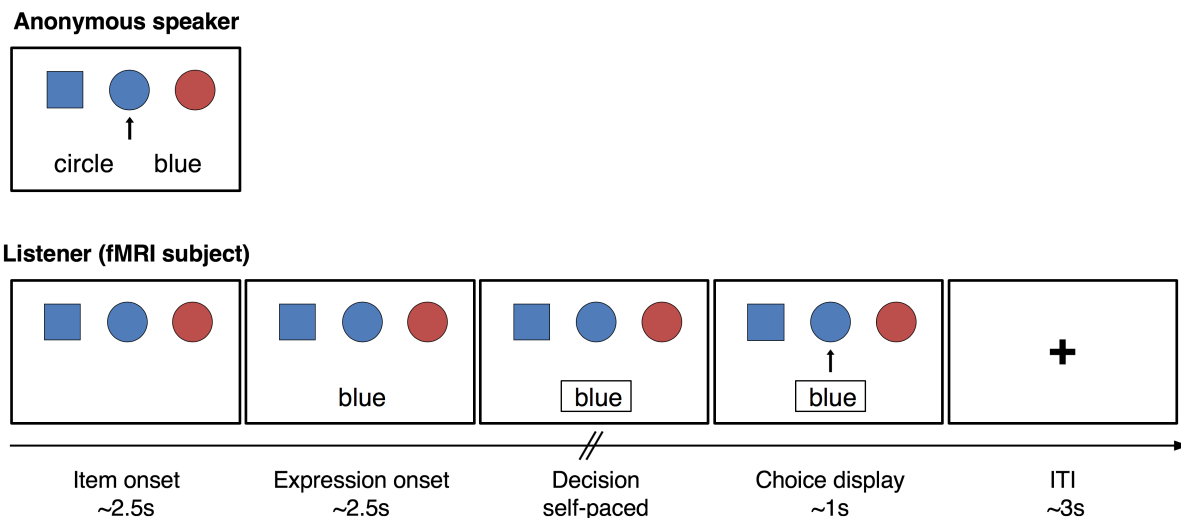 Anonymous speaker
circle blue
Listener (fMRI subject)
blue
blue
blue
+
Item onset
~2.5s
Expression onset
~2.5s
Decision
self-paced
Choice display
~1s
ITI
~3s